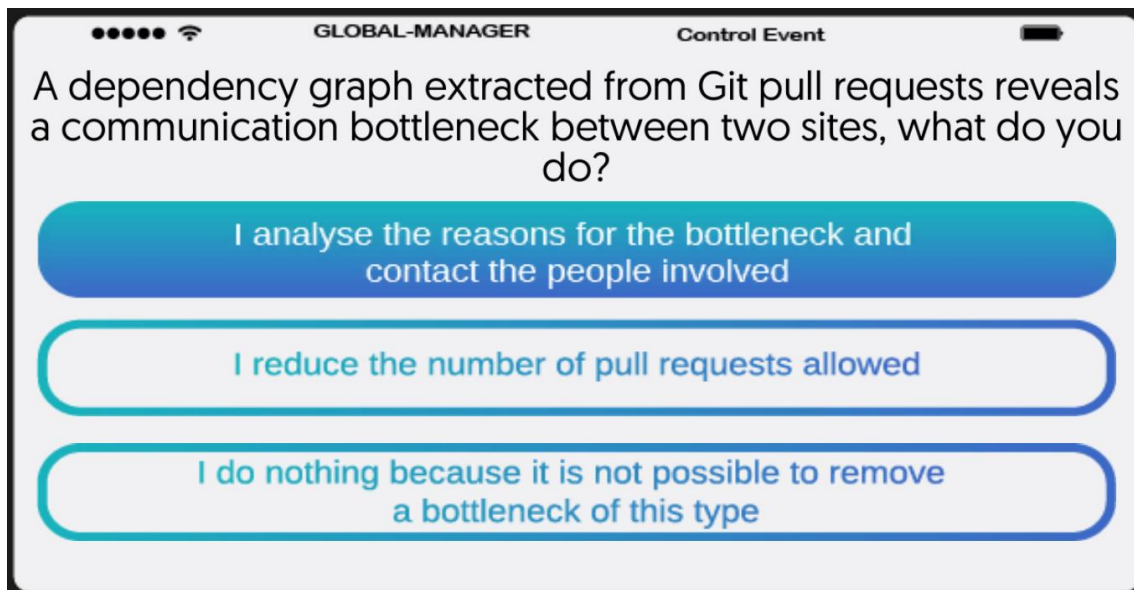 GLOBAL-MANAGER Control Event
A dependency graph extracted from Git pull requests reveals
a communication bottleneck between two sites, what do you
do?
I analyse the reasons for the bottleneck and
contact the people involved
I reduce the number of pull requests allowed
I do nothing because it is not possible to remove
a bottleneck of this type